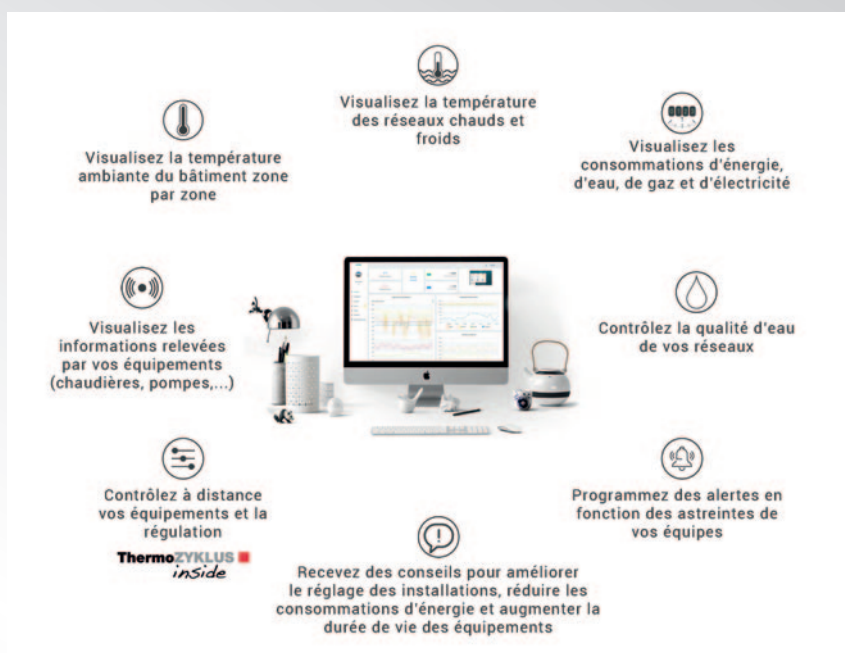 Visualisez la température
des réseaux chauds et
froids
Visualisez la température
ambiante du bâtiment zone
par zone
Visualisez les
consommations d'énergie,
d'eau, de gaz et d'électricité
Visualisez les
informations relevées
par vos équipements
(chaudières, pompes,...)
Contrôlez la qualité d'eau
de vos réseaux
Contrôlez à distance
vos équipements et la
régulation
ThermoZYKLUS
inside
Programmez des alertes en
fonction des astreintes de
vos équipes
Recevez des conseils pour améliorer
le réglage des installations, réduire les
consommations d'énergie et augmenter la
durée de vie des équipements